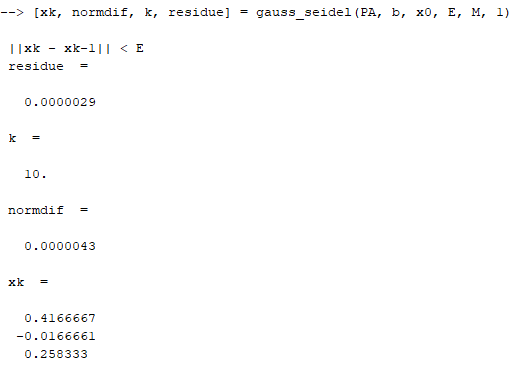 --> [xk, normdif, k, residue] = gauss_seidel(PA, b, x0, E, M, 1)
||xk - xk-1|| < E
residue =
0.0000029
k =
10.
normdif =
0.0000043
xk =
0.4166667
-0.0166661
0.258333